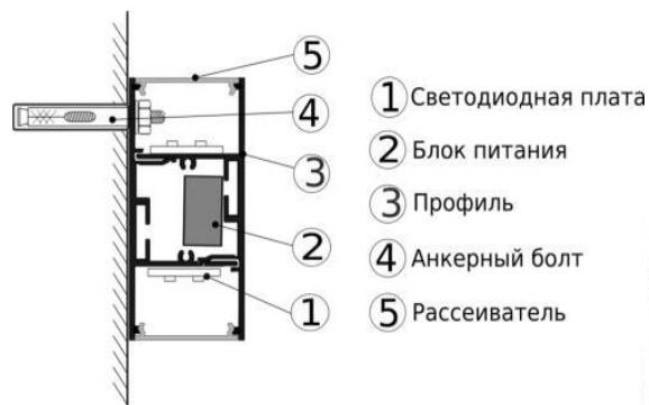 5
4
3
2
1
1 Светодиодная плата
2 Блок питания
3 Профиль
4 Анкерный болт
5 Рассеиватель